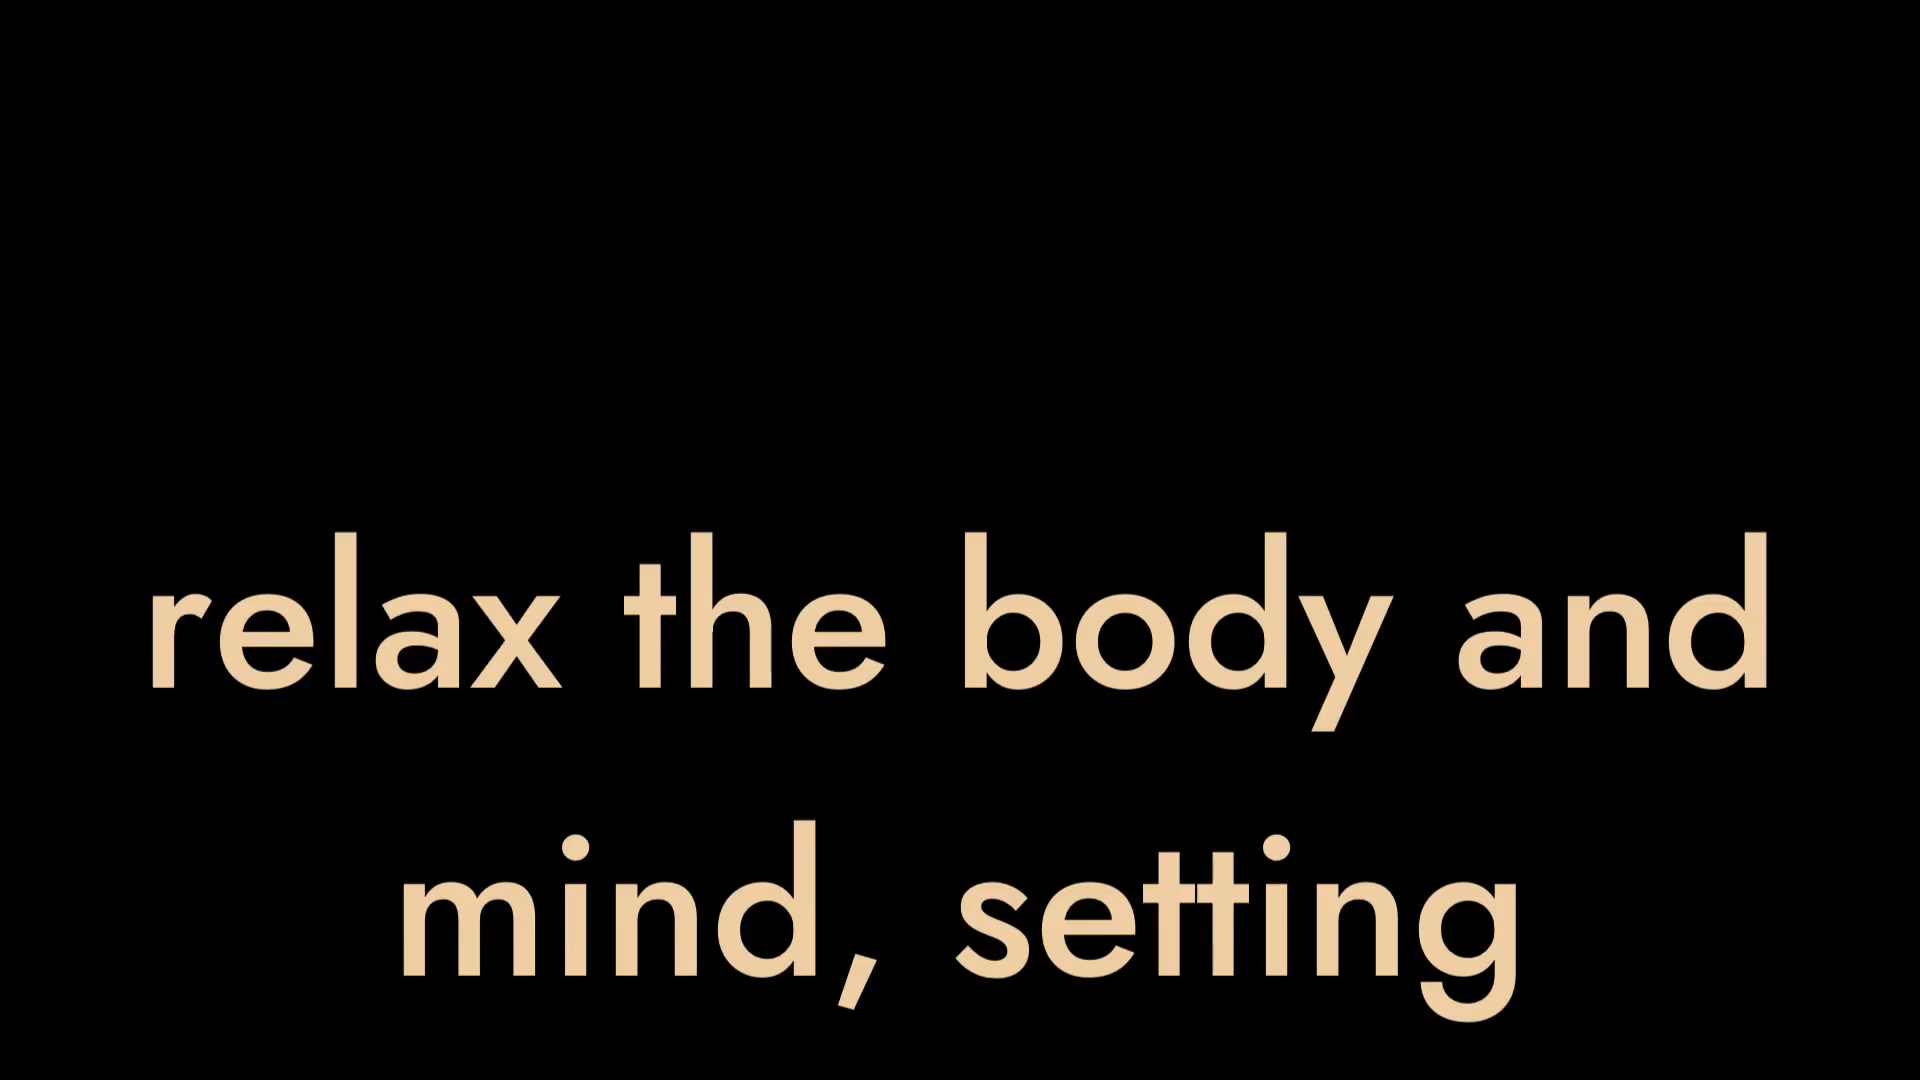 relax the body and
mind, setting